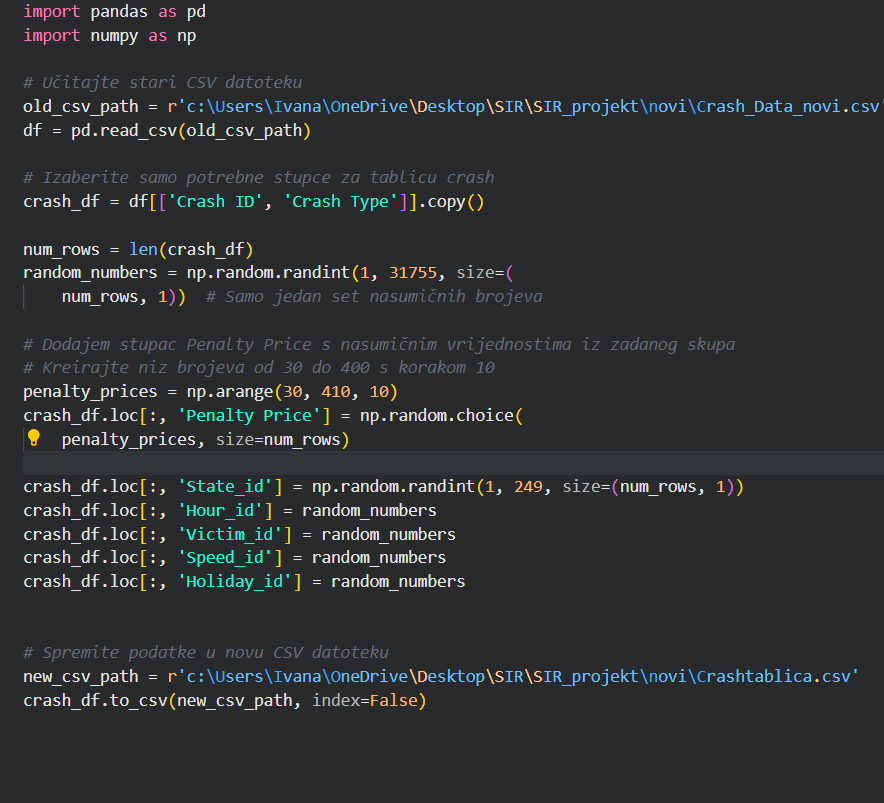 import pandas as pd
import numpy as np
# Učitajte stari CSV datoteku
old_csv_path = r'c:\Users\Ivana\OneDrive\Desktop\SIR\SIR_projekt\novi\Crash_Data_novi.csv'
df = pd.read_csv(old_csv_path)
# Izaberite samo potrebne stupce za tablicu crash
crash_df = df[['Crash ID', 'Crash Type']].copy()
num_rows = len(crash_df)
random_numbers = np.random.randint(1, 31755, size=(
    num_rows, 1))  # Samo jedan set nasumičnih brojeva
# Dodajem stupac Penalty Price s nasumičnim vrijednostima iz zadanog skupa
# Kreirajte niz brojeva od 30 do 400 s korakom 10
penalty_prices = np.arange(30, 410, 10)
crash_df.loc[:, 'Penalty Price'] = np.random.choice(
    penalty_prices, size=num_rows)
crash_df.loc[:, 'State_id'] = np.random.randint(1, 249, size=(num_rows, 1))
crash_df.loc[:, 'Hour_id'] = random_numbers
crash_df.loc[:, 'Victim_id'] = random_numbers
crash_df.loc[:, 'Speed_id'] = random_numbers
crash_df.loc[:, 'Holiday_id'] = random_numbers
# Spremite podatke u novu CSV datoteku
new_csv_path = r'c:\Users\Ivana\OneDrive\Desktop\SIR\SIR_projekt\novi\Crashtablica.csv'
crash_df.to_csv(new_csv_path, index=False)